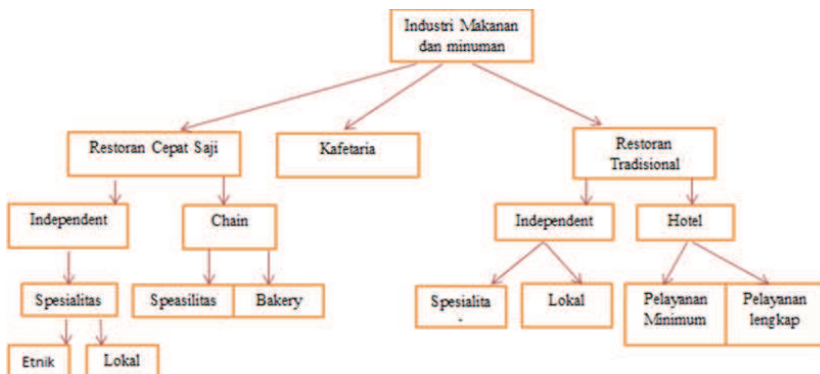 Industri Makanan
dan minuman
Restoran Cepat Saji
Kafetaria
Restoran
Tradisional
Independent
Chain
Independent
Hotel
Spesialitas
Speasilitas
Bakery
Spesialita
Lokal
Pelayanan
Minimum
Pelayanan
lengkap
Etnik
Lokal